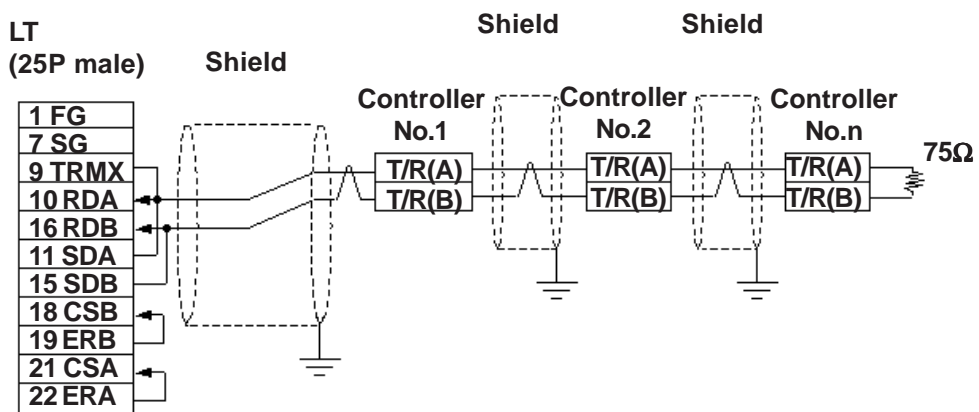 LT
(25P male)
Shield
Shield
Shield
1 FG
7 SG
9 TRMX
10 RDA
16 RDB
11 SDA
15 SDB
18 CSB
19 ERB
21 CSA
22 ERA
Controller
No.1
T/R(A)
T/R(B)
Controller
No.2
T/R(A)
T/R(B)
Controller
No.n
T/R(A)
T/R(B)
75Ω